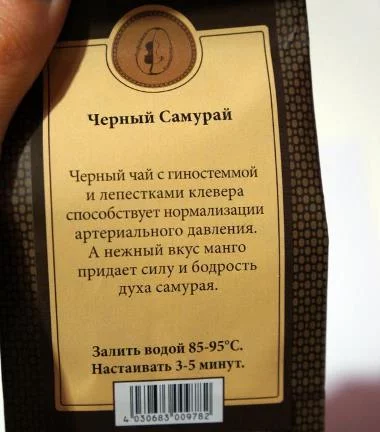 Черный Самурай
Черный чай с гиностеммой
и лепестками клевера
способствует нормализации
артериального давления.
А нежный вкус манго
придает силу и бодрость
духа самурая.
Залить водой 85-95°С.
Настаивать 3-5 минут.
4 030683 009782